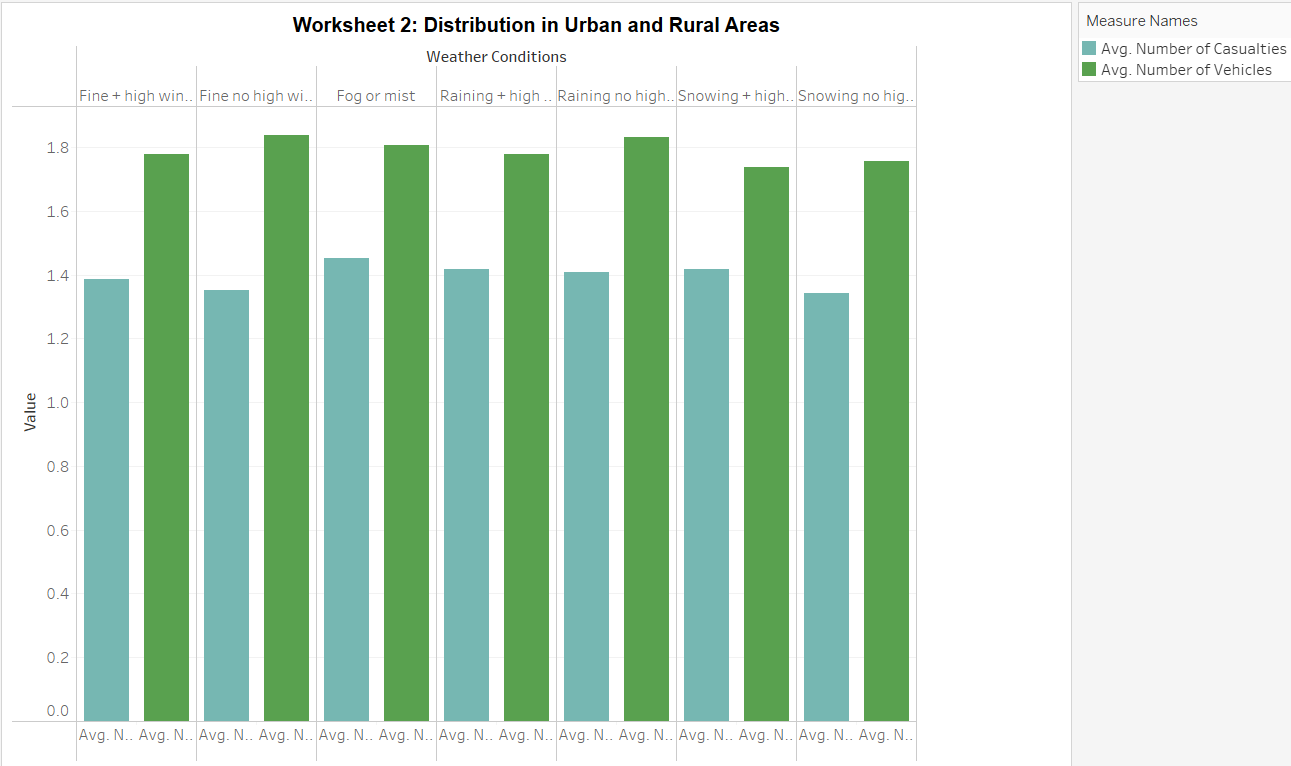 Worksheet 2: Distribution in Urban and Rural Areas
Measure Names
Avg. Number of Casualties
Avg. Number of Vehicles
Weather Conditions
Fine + high win.. Fine no high wi.. Fog or mist Raining + high .. Raining no high.. Snowing + high.. Snowing no hig..
1.8
1.6
1.4
1.2
1.0
0.8
0.6
0.4
0.2
0.0
Value
Avg. N.. Avg. N.. Avg. N.. Avg. N.. Avg. N.. Avg. N.. Avg. N.. Avg. N.. Avg. N.. Avg. N.. Avg. N.. Avg. N.. Avg. N.. Avg. N..